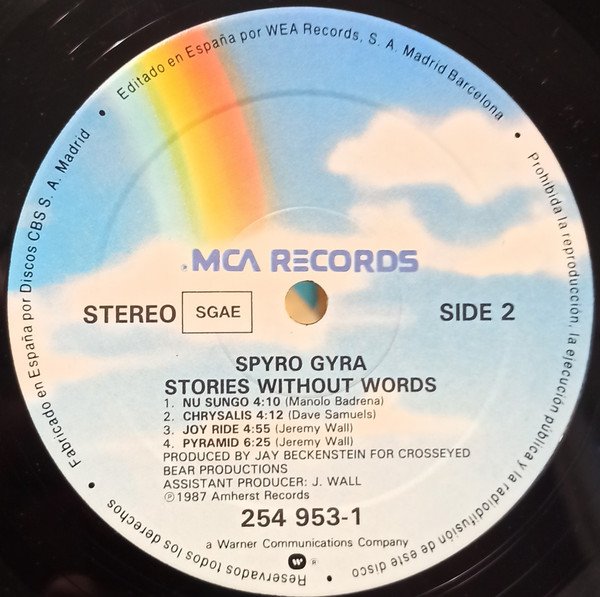 Editado en España por WEA Records, S. A. Madrid Barcelona • Prohibida la reproducción, la ejecución pública y la radiodifusión de este disco • Reservados todos los derechos • Fabricado en España por Discos CBS S. A. Madrid •
MCA RECORDS
STEREO SGAE SIDE 2
SPYRO GYRA
STORIES WITHOUT WORDS
1. NU SUNGO 4:10 (Manolo Badrena)
2. CHRYSALIS 4:12 (Dave Samuels)
3. JOY RIDE 4:55 (Jeremy Wall)
4. PYRAMID 6:25 (Jeremy Wall)
PRODUCED BY JAY BECKENSTEIN FOR CROSSEYED
BEAR PRODUCTIONS
ASSISTANT PRODUCER: J. WALL
℗1987 Amherst Records
254 953-1
a Warner Communications Company
®